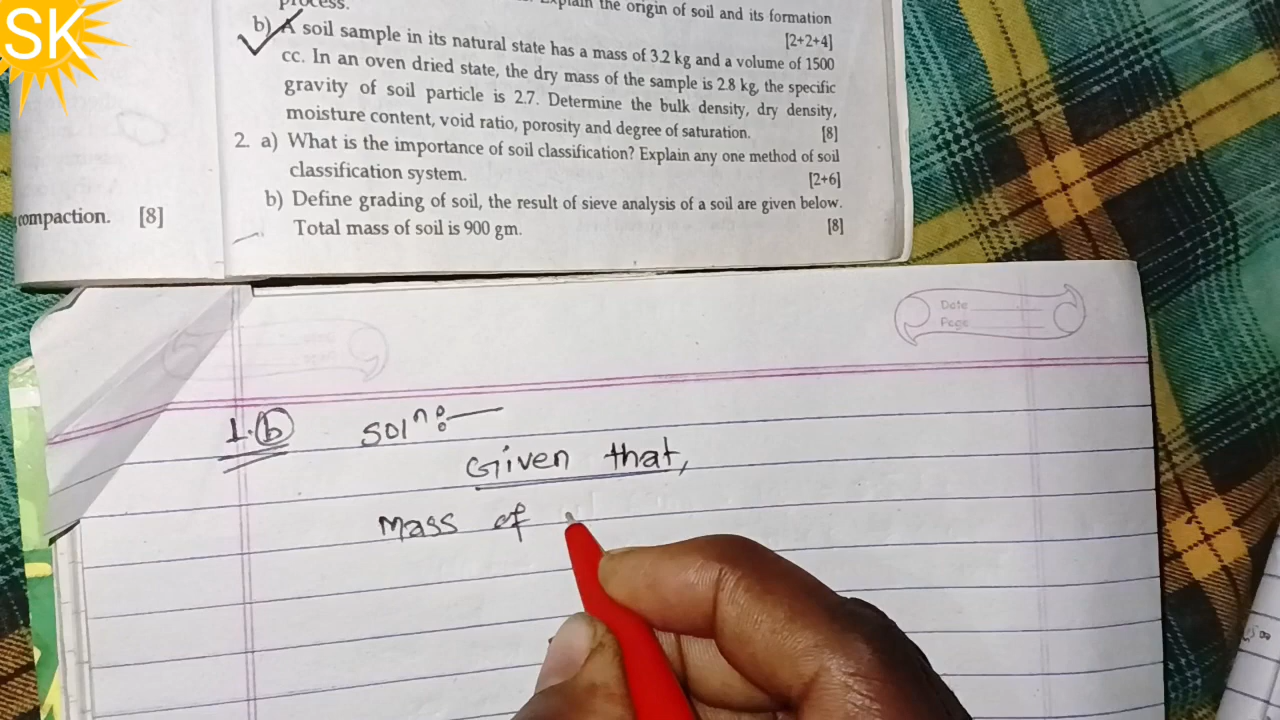 SK
process.
Explain the origin of soil and its formation
[2+2+4]
b) A soil sample in its natural state has a mass of 3.2 kg and a volume of 1500
cc. In an oven dried state, the dry mass of the sample is 2.8 kg, the specific
gravity of soil particle is 2.7. Determine the bulk density, dry density,
moisture content, void ratio, porosity and degree of saturation. [8]
2. a) What is the importance of soil classification? Explain any one method of soil
classification system. [2+6]
b) Define grading of soil, the result of sieve analysis of a soil are given below.
Total mass of soil is 900 gm. [8]
compaction. [8]
Date
Page
1.(b) Solⁿ:—
Given that,
Mass of